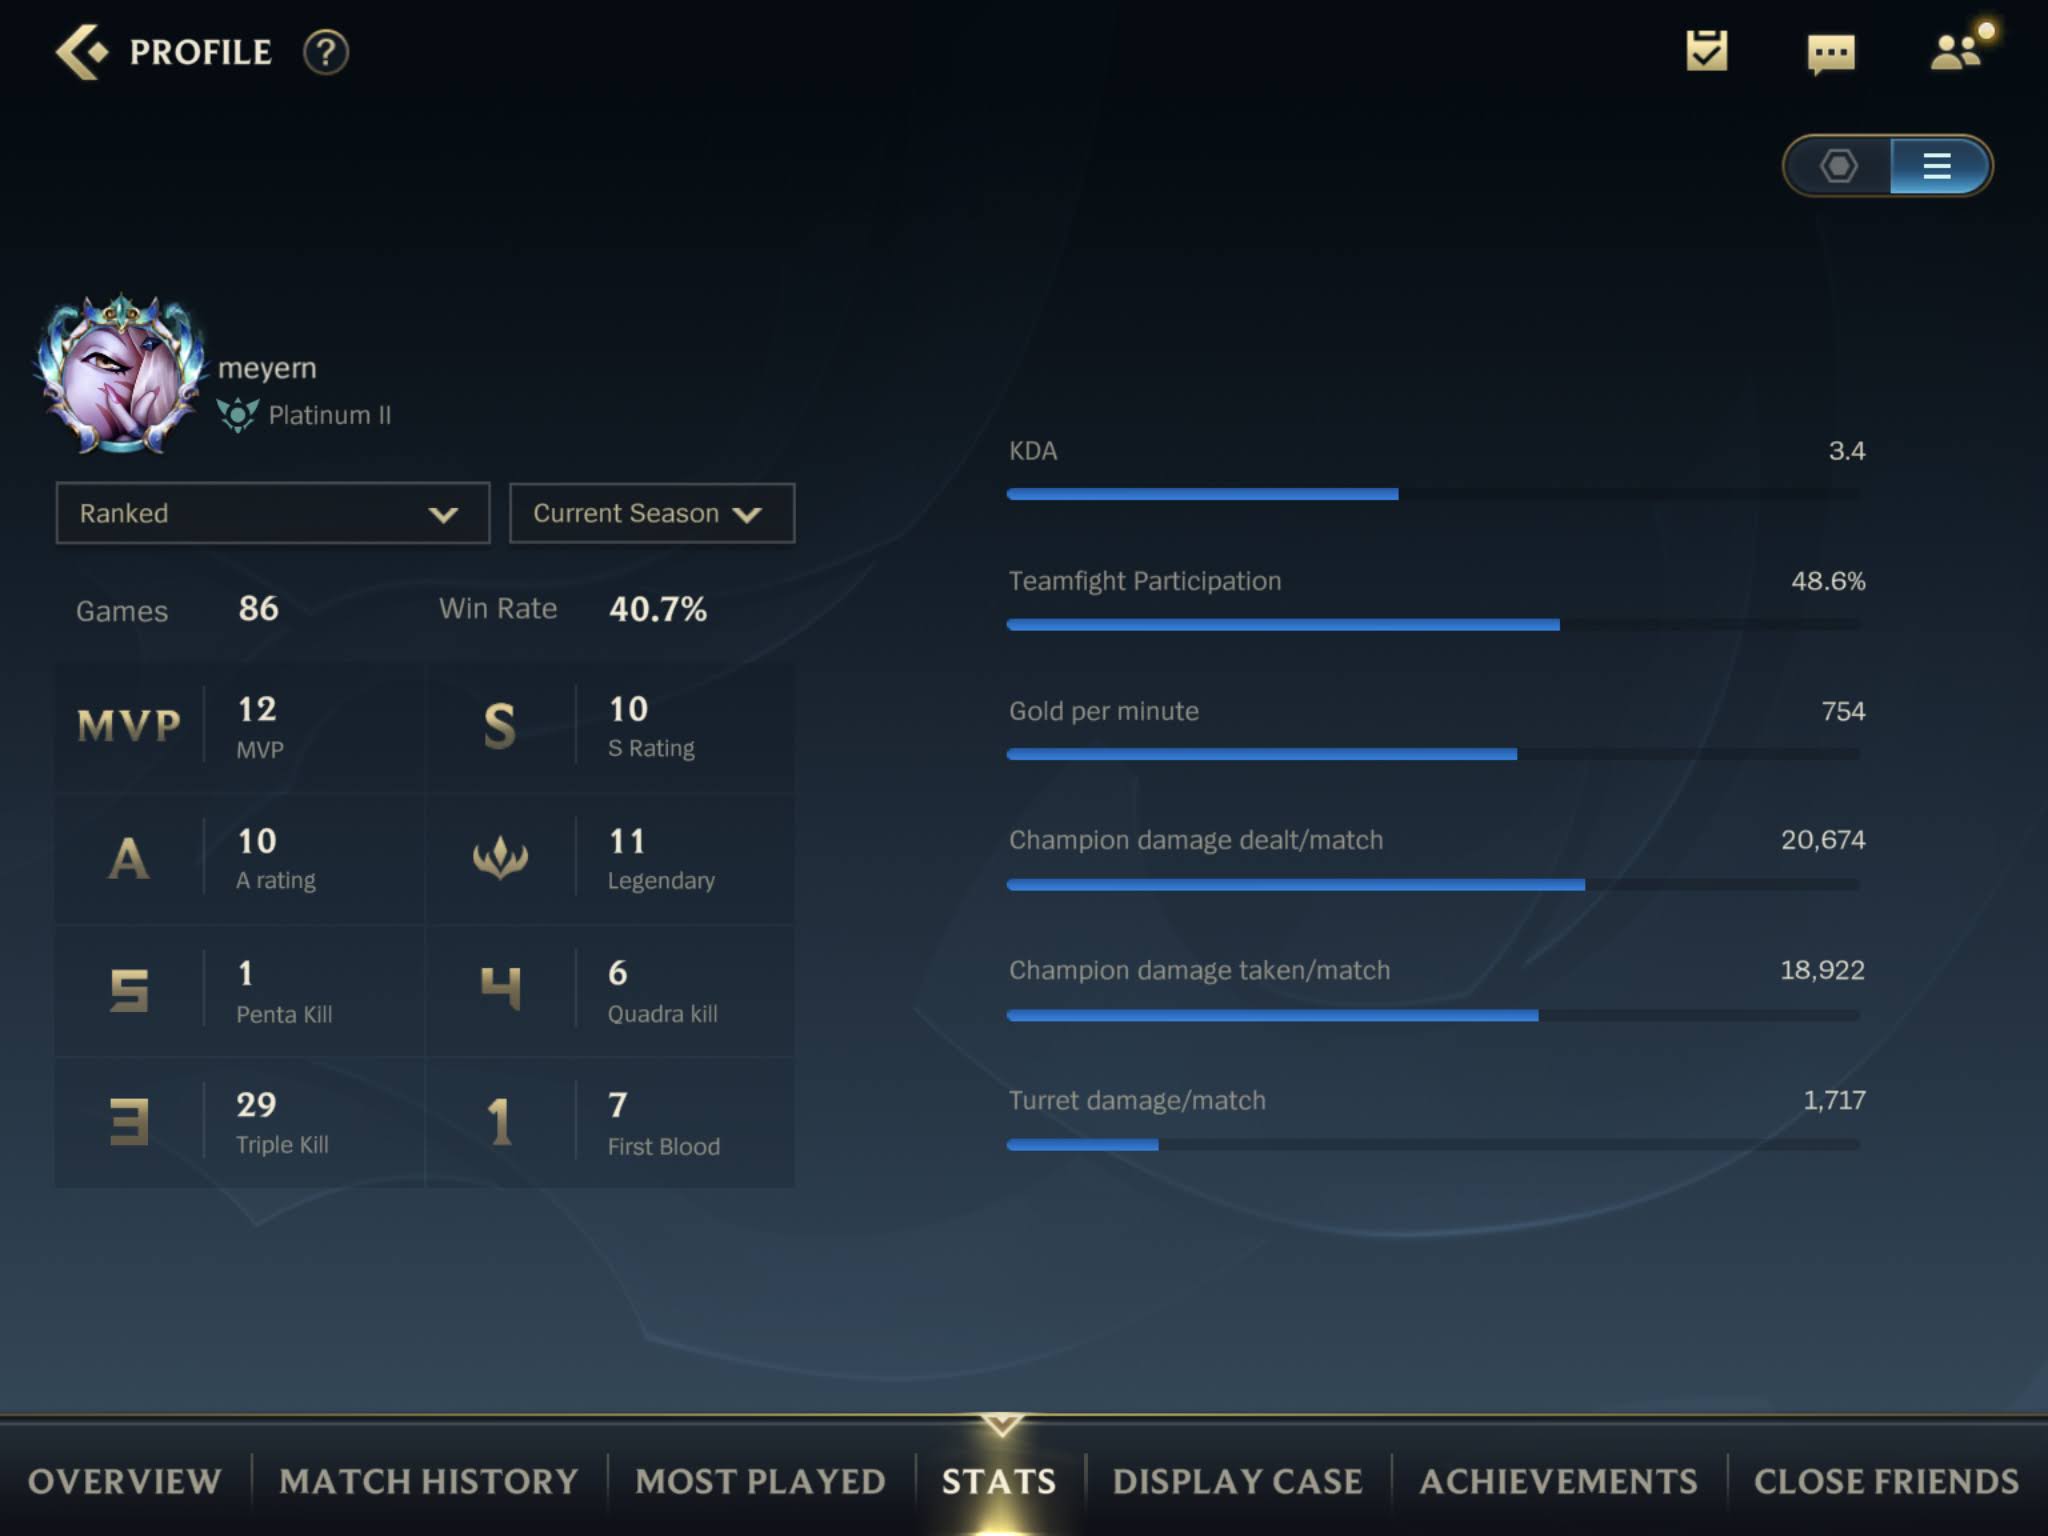 PROFILE ?
meyern
Platinum II
Ranked
Current Season
Games 86 Win Rate 40.7%
MVP 12 MVP
S 10 S Rating
A 10 A rating
11 Legendary
5 1 Penta Kill
4 6 Quadra kill
3 29 Triple Kill
1 7 First Blood
KDA 3.4
Teamfight Participation 48.6%
Gold per minute 754
Champion damage dealt/match 20,674
Champion damage taken/match 18,922
Turret damage/match 1,717
OVERVIEW MATCH HISTORY MOST PLAYED STATS DISPLAY CASE ACHIEVEMENTS CLOSE FRIENDS